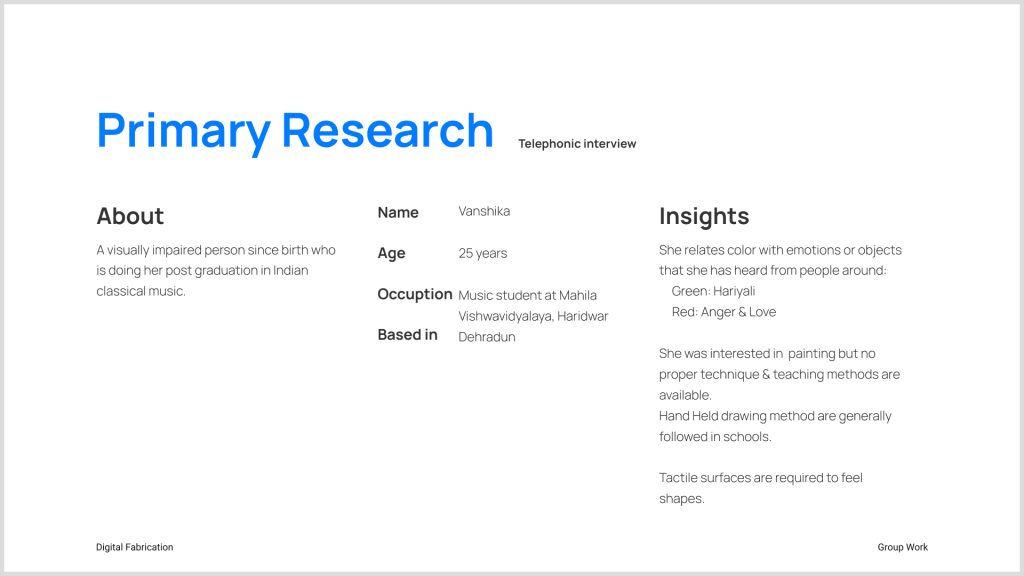 Primary Research
Telephonic interview
About
A visually impaired person since birth who
is doing her post graduation in Indian
classical music.
Name Vanshika
Age 25 years
Occuption Music student at Mahila
Vishwavidyalaya, Haridwar
Based in Dehradun
Insights
She relates color with emotions or objects
that she has heard from people around:
Green: Hariyali
Red: Anger & Love
She was interested in painting but no
proper technique & teaching methods are
available.
Hand Held drawing method are generally
followed in schools.
Tactile surfaces are required to feel
shapes.
Digital Fabrication
Group Work